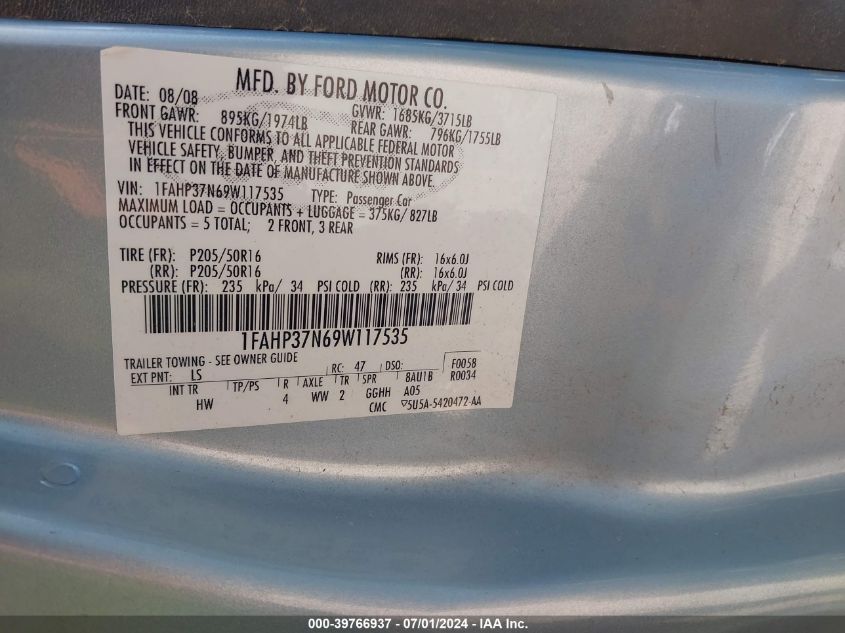 MFD. BY FORD MOTOR CO.
DATE: 08/08 GVWR: 1685KG/3715LB
FRONT GAWR: 895KG/1974LB REAR GAWR: 796KG/1755LB
THIS VEHICLE CONFORMS TO ALL APPLICABLE FEDERAL MOTOR
VEHICLE SAFETY, BUMPER, AND THEFT PREVENTION STANDARDS
IN EFFECT ON THE DATE OF MANUFACTURE SHOWN ABOVE.
VIN: 1FAHP37N69W117535 TYPE: Passenger Car
MAXIMUM LOAD = OCCUPANTS + LUGGAGE = 375KG/ 827LB
OCCUPANTS = 5 TOTAL; 2 FRONT, 3 REAR
TIRE (FR): P205/50R16 RIMS (FR): 16x6.0J
(RR): P205/50R16 (RR): 16x6.0J
PRESSURE (FR): 235 kPa/ 34 PSI COLD (RR): 235 kPa/ 34 PSI COLD
1FAHP37N69W117535
TRAILER TOWING - SEE OWNER GUIDE
EXT PNT: LS RC: 47 DSO: F0058
INT TR TP/PS R AXLE TR SPR 8AU1B R0034
HW 4 WW 2 GGHH A05
CMC 5U5A-5420472-AA
000-39766937 / 07/01/2024 - IAA Inc.